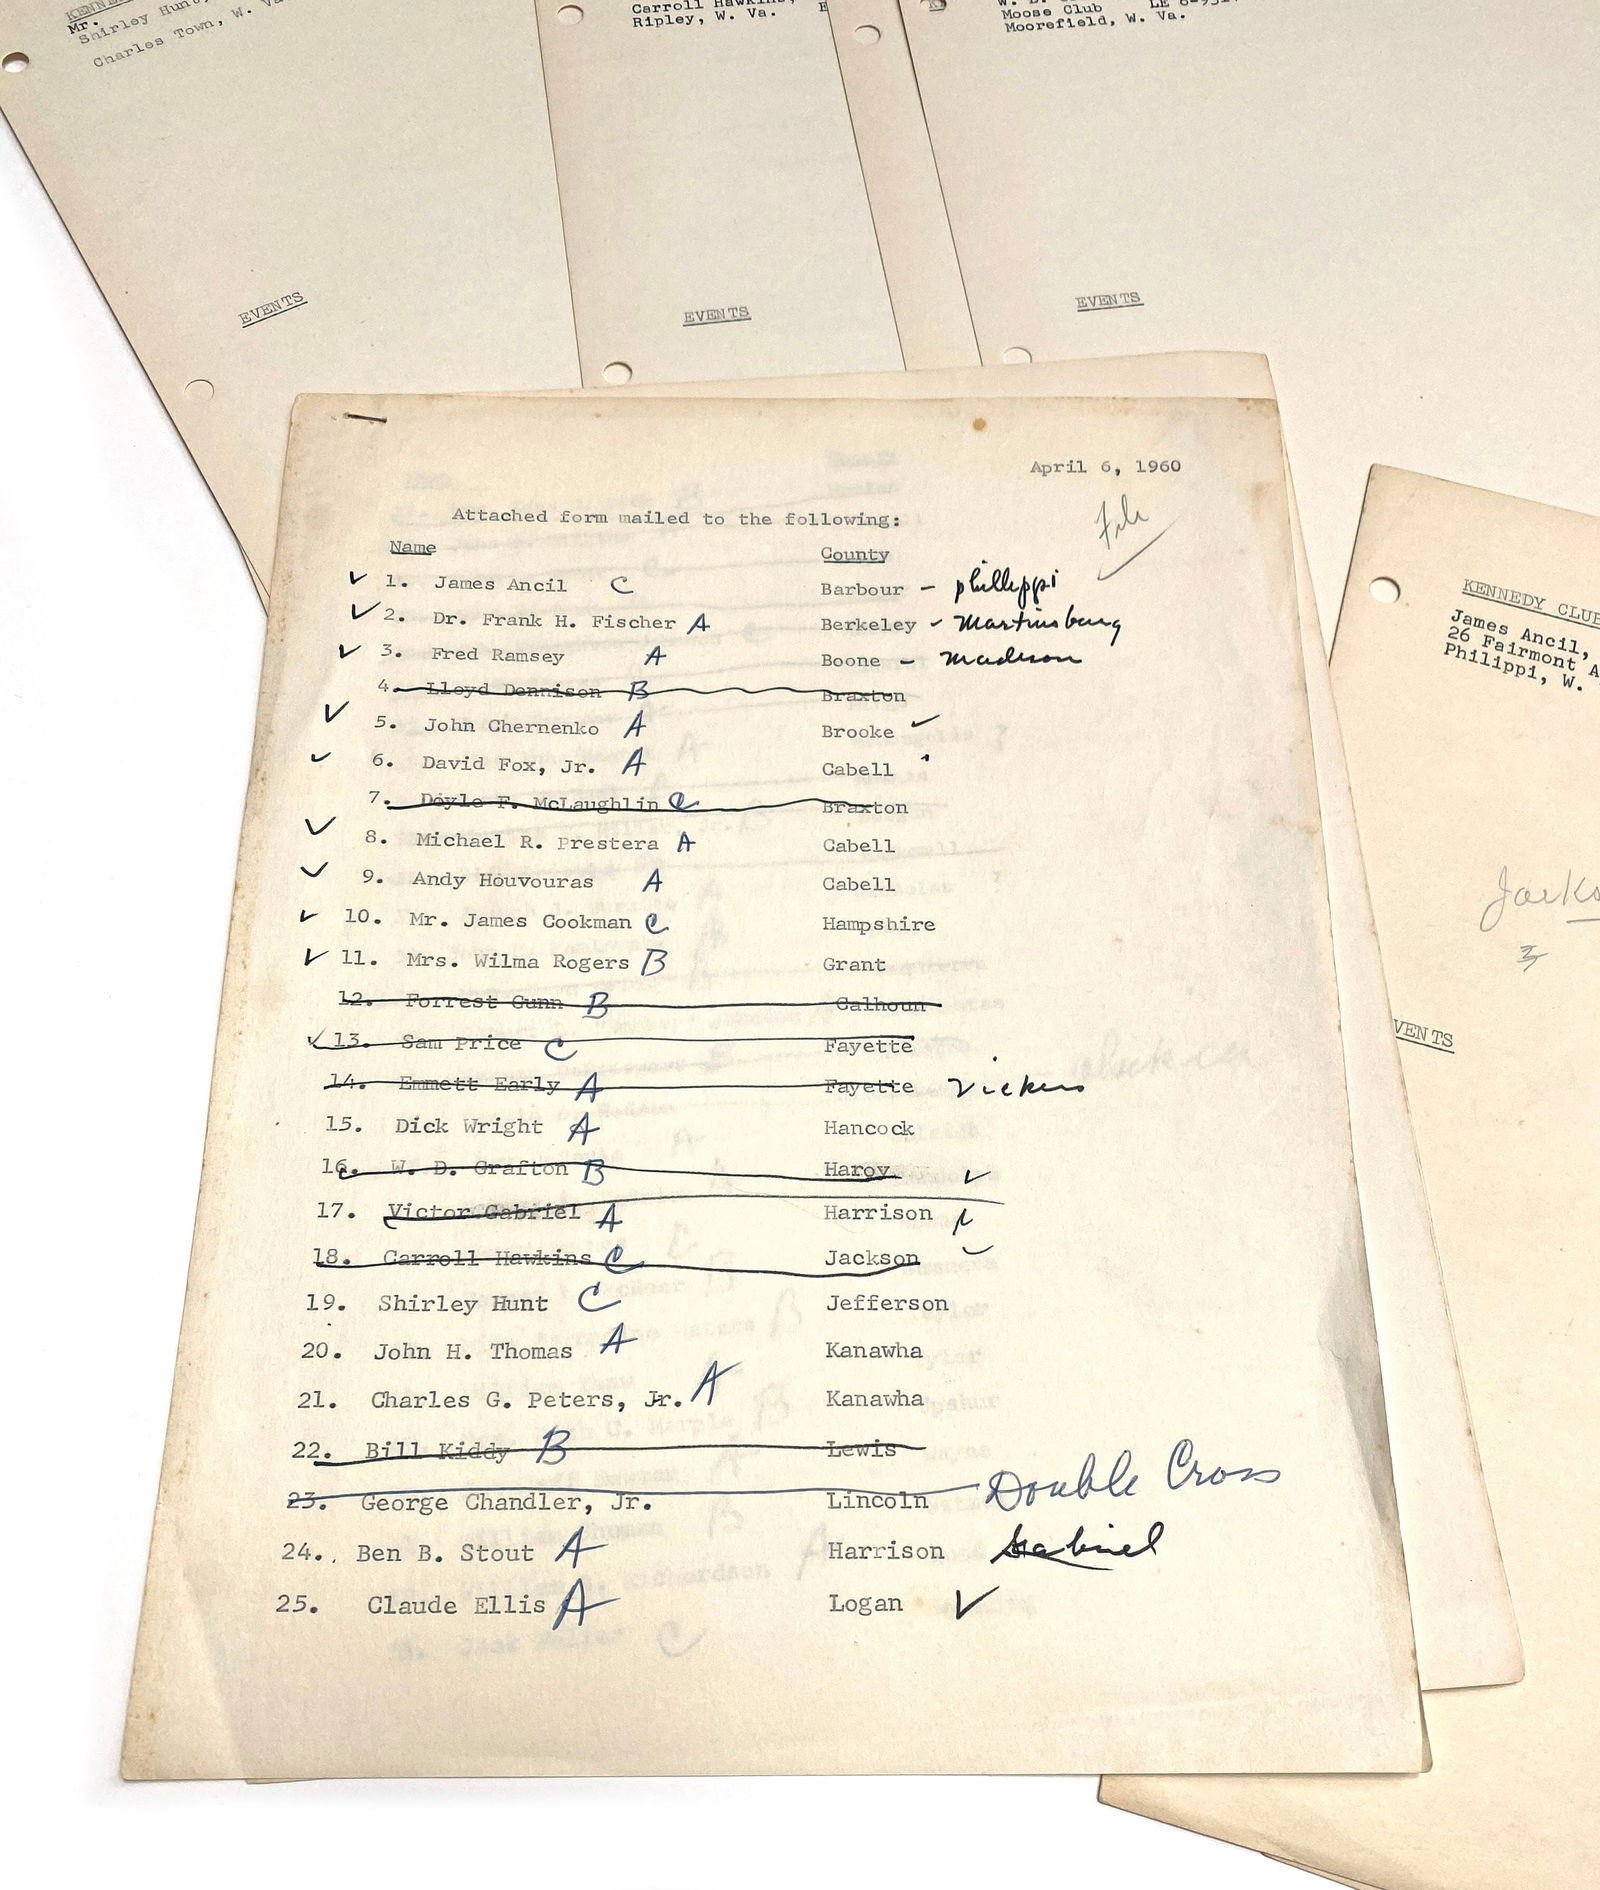 Mr.
Shirley Hunt,
Charles Town, W. Va
Carroll Hawkins,
Ripley, W. Va.
Moose Club
Moorefield, W. Va.
EVENTS
EVENTS
EVENTS
April 6, 1960
File
Attached form mailed to the following:
Name County
✓ 1. James Ancil C Barbour - phillippi
✓ 2. Dr. Frank H. Fischer A Berkeley - Martinsburg
✓ 3. Fred Ramsey A Boone - Madison
4. Lloyd Dennison B Braxton
✓ 5. John Chernenko A Brooke ✓
✓ 6. David Fox, Jr. A Cabell
7. Doyle F. McLaughlin C Braxton
✓ 8. Michael R. Prestera A Cabell
✓ 9. Andy Houvouras A Cabell
✓ 10. Mr. James Cookman C Hampshire
✓ 11. Mrs. Wilma Rogers B Grant
12. Forrest Gunn B Calhoun
✓ 13. Sam Price C Fayette
14. Emmett Early A Fayette Vickers
15. Dick Wright A Hancock
16. W. D. Grafton B Hardy ✓
17. Victor Gabriel A Harrison ✓
18. Carroll Hawkins C Jackson ✓
19. Shirley Hunt C Jefferson
20. John H. Thomas A Kanawha
21. Charles G. Peters, Jr. A Kanawha
22. Bill Kiddy B Lewis
23. George Chandler, Jr. Lincoln Double Cross
24. Ben B. Stout A Harrison Gabriel
25. Claude Ellis A Logan ✓
KENNEDY CLUB
James Ancil,
26 Fairmont A
Philippi, W.
Jacks
3
VENTS